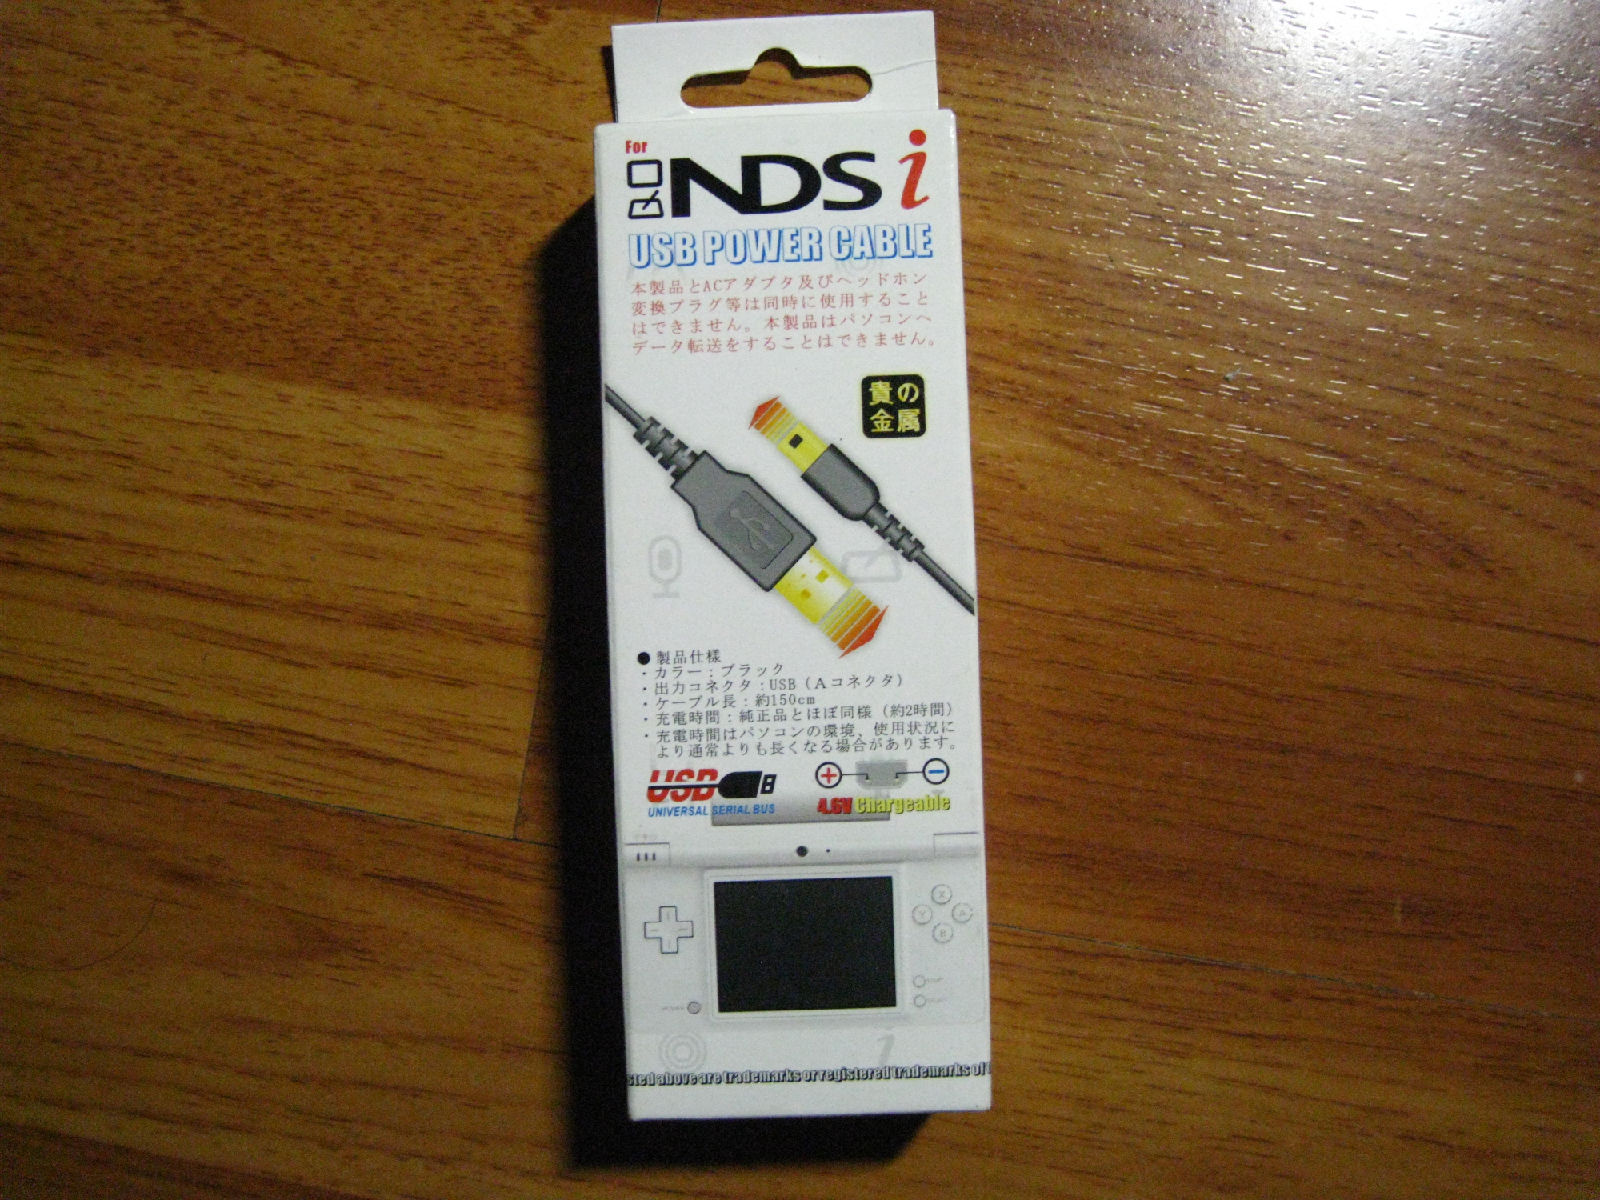 For
NDSi
USB POWER CABLE
本製品とACアダプタ及びヘッドホン
変換プラグ等は同時に使用すること
はできません。本製品はパソコンへ
データ転送をすることはできません。
貴の
金属
●製品仕様
・カラー：ブラック
・出力コネクタ：USB（Aコネクタ）
・ケーブル長：約150cm
・充電時間：純正品とほぼ同様（約2時間）
・充電時間はパソコンの環境、使用状況に
より通常よりも長くなる場合があります。
USB
UNIVERSAL SERIAL BUS
+ −
4.6V Chargeable
X
Y A
B
i
sted above are trademarks or registered trademarks of